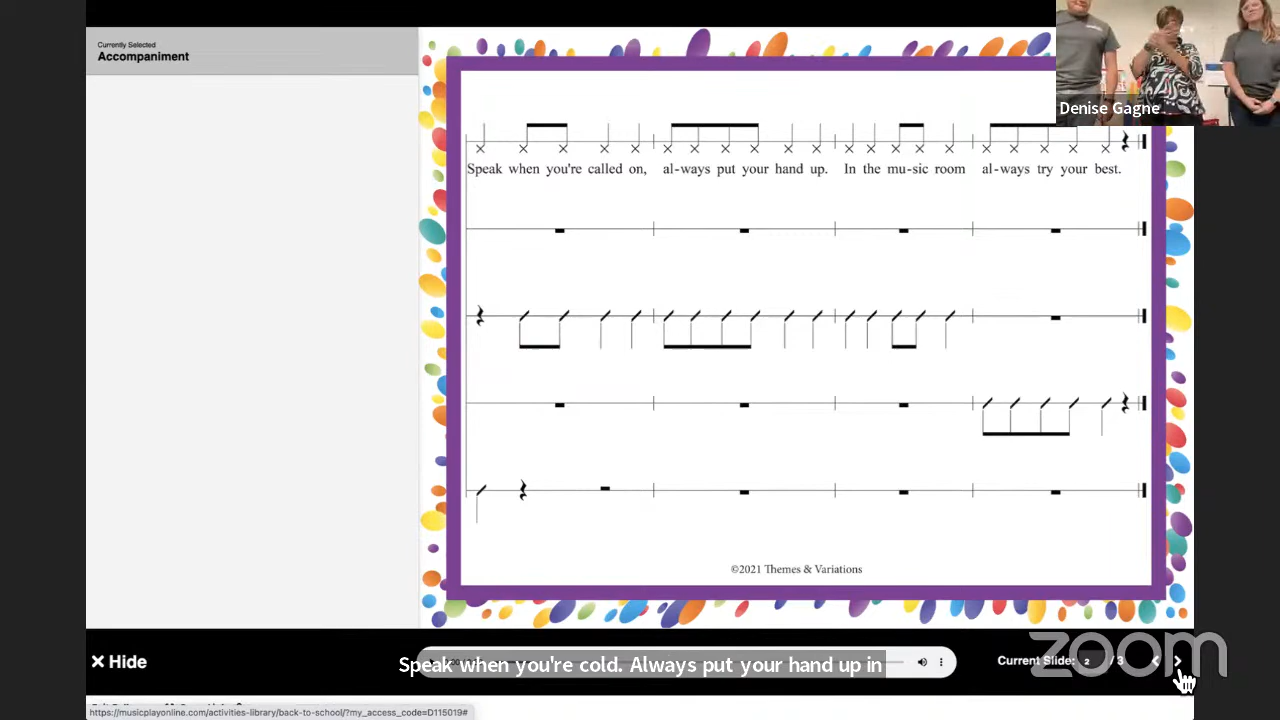 Currently Selected
Accompaniment
Denise Gagne
Speak when you're called on, al-ways put your hand up. In the mu-sic room al-ways try your best.
©2021 Themes & Variations
✕ Hide
Speak when you're cold. Always put your hand up in
Current Slide: 2 / 3
zoom
https://musicplayonline.com/activities-library/back-to-school/?my_access_code=D115019#